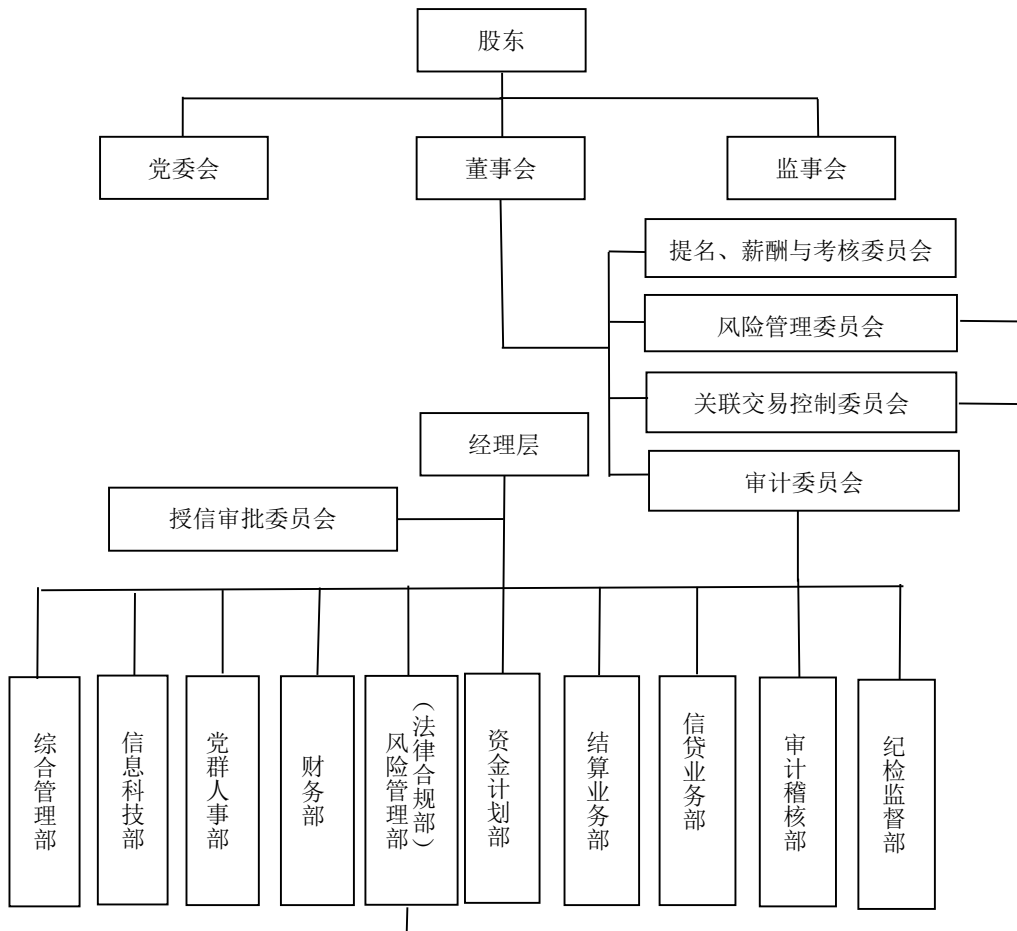 股东
党委会
董事会
监事会
提名、薪酬与考核委员会
风险管理委员会
关联交易控制委员会
经理层
审计委员会
授信审批委员会
综合管理部
信息科技部
党群人事部
财务部
风险管理部
（法律合规部）
资金计划部
结算业务部
信贷业务部
审计稽核部
纪检监督部